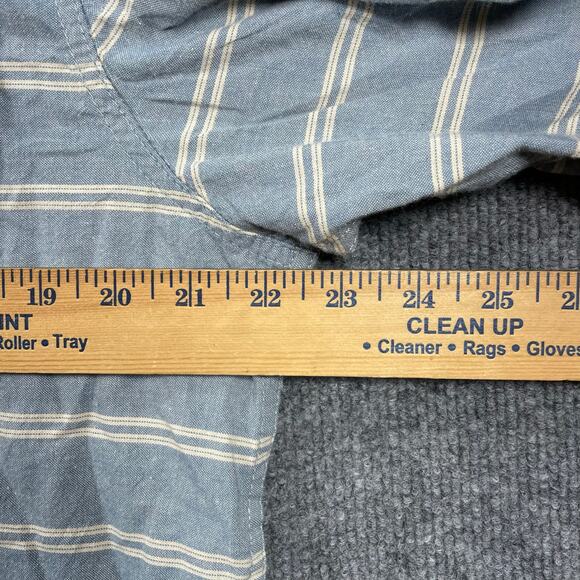 19 20 21 22 23 24 25
INT
Roller • Tray
CLEAN UP
• Cleaner • Rags • Gloves